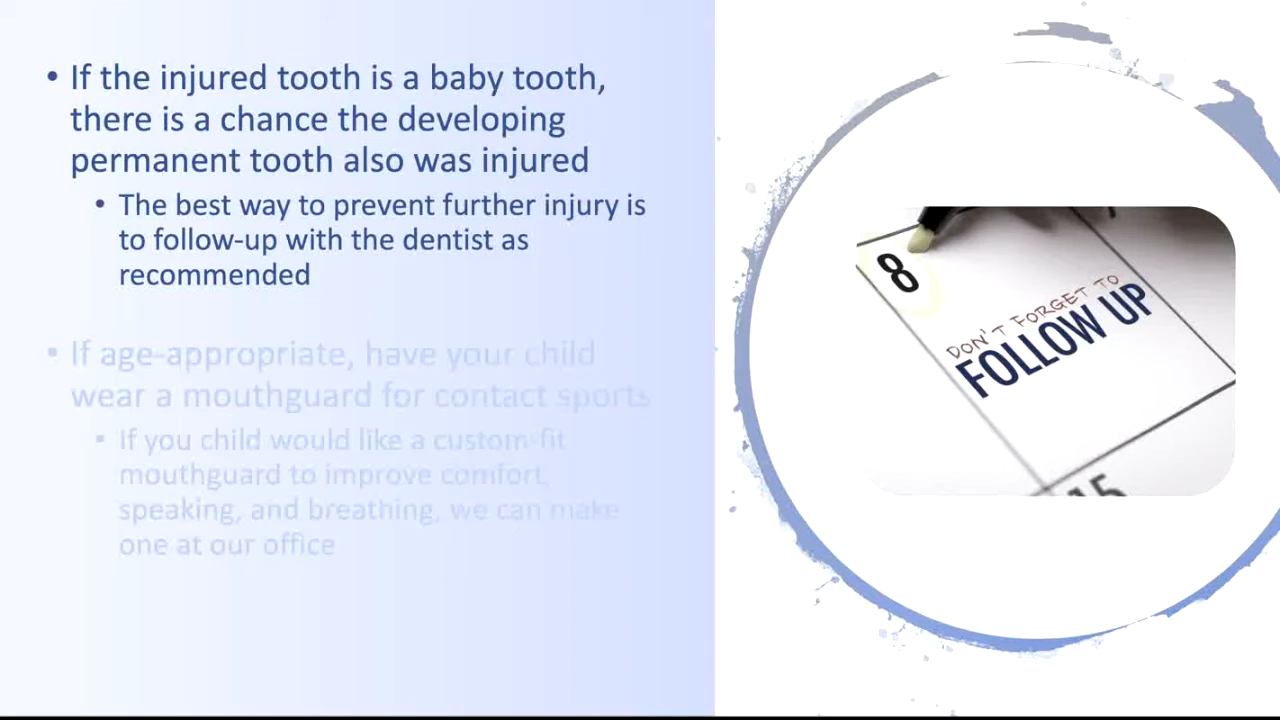 • If the injured tooth is a baby tooth,
there is a chance the developing
permanent tooth also was injured
• The best way to prevent further injury is
to follow-up with the dentist as
recommended
• If age-appropriate, have your child
wear a mouthguard for contact sports
• If you child would like a custom-fit
mouthguard to improve comfort,
speaking, and breathing, we can make
one at our office
8
DON'T FORGET TO
FOLLOW UP
15